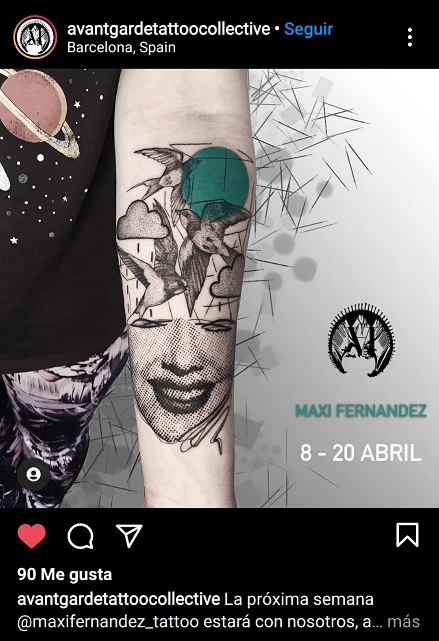 avantgardetattoocollective • Seguir
Barcelona, Spain
MAXI FERNANDEZ
8 - 20 ABRIL
90 Me gusta
avantgardetattoocollective La próxima semana
@maxifernandez_tattoo estará con nosotros, a... más